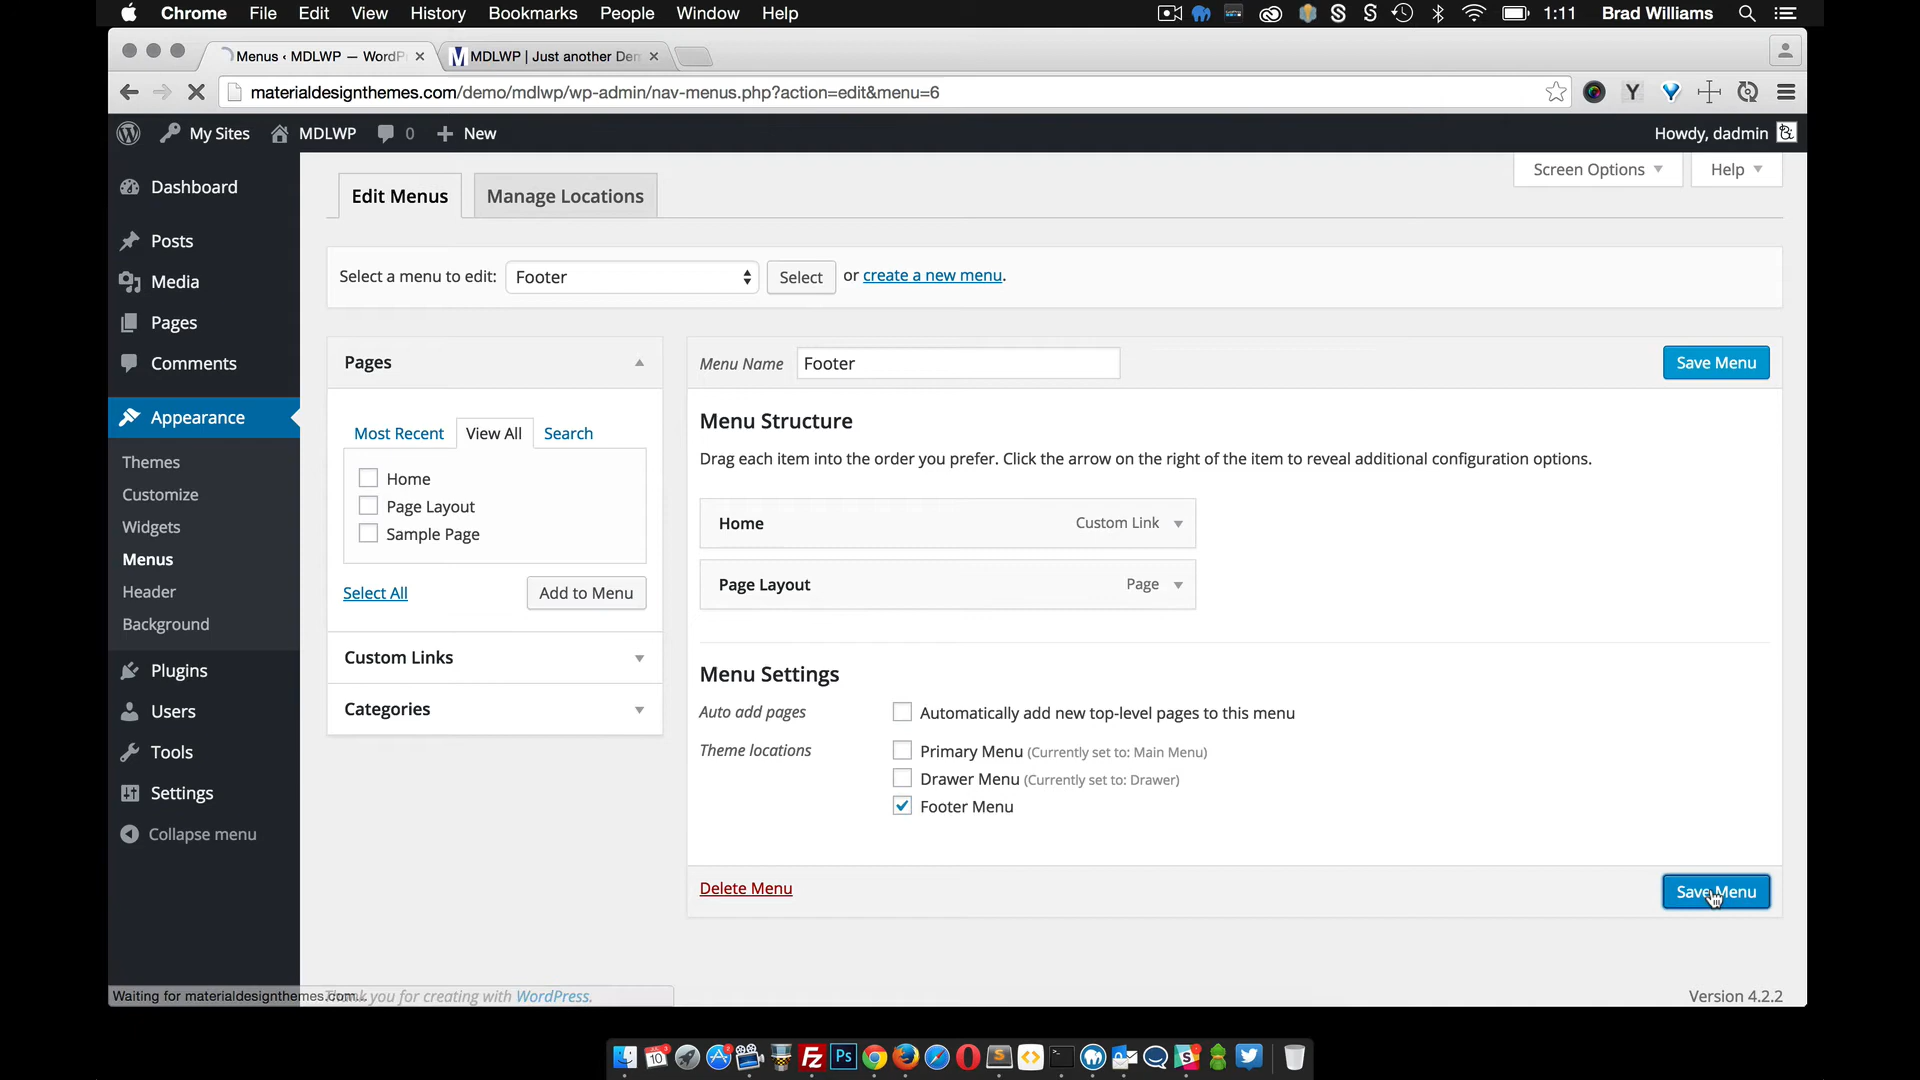 Chrome File Edit View History Bookmarks People Window Help 1:11 Brad Williams
Menus ‹ MDLWP — WordP
MDLWP | Just another Dem
materialdesignthemes.com/demo/mdlwp/wp-admin/nav-menus.php?action=edit&menu=6
My Sites MDLWP 0 New Howdy, dadmin
Screen Options Help
Dashboard
Posts
Media
Pages
Comments
Appearance
Themes
Customize
Widgets
Menus
Header
Background
Plugins
Users
Tools
Settings
Collapse menu
Edit Menus Manage Locations
Select a menu to edit: Footer Select or create a new menu.
Pages
Most Recent View All Search
Home
Page Layout
Sample Page
Select All Add to Menu
Custom Links
Categories
Menu Name Footer Save Menu
Menu Structure
Drag each item into the order you prefer. Click the arrow on the right of the item to reveal additional configuration options.
Home Custom Link
Page Layout Page
Menu Settings
Auto add pages Automatically add new top-level pages to this menu
Theme locations Primary Menu (Currently set to: Main Menu)
Drawer Menu (Currently set to: Drawer)
Footer Menu
Delete Menu Save Menu
Waiting for materialdesignthemes.com...
you for creating with WordPress.
Version 4.2.2